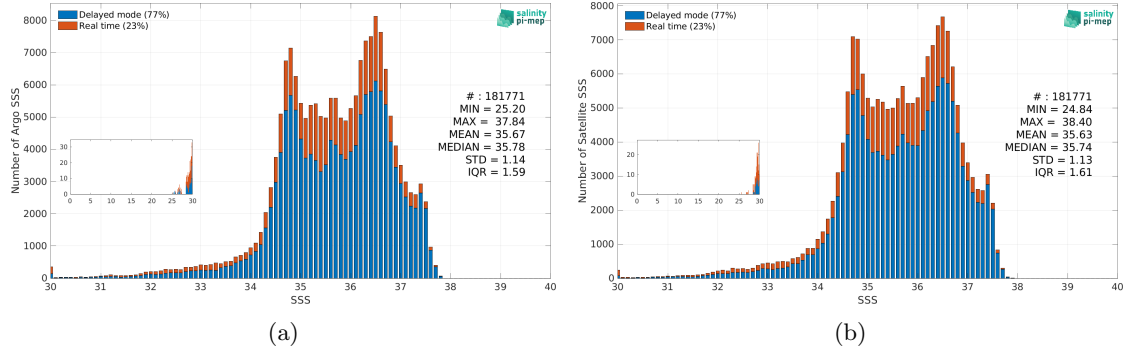 Delayed mode (77%)
Real time (23%)
salinity
pi-mep
Number of Argo SSS
8000
7000
6000
5000
4000
3000
2000
1000
0
# : 181771
MIN = 25.20
MAX = 37.84
MEAN = 35.67
MEDIAN = 35.78
STD = 1.14
IQR = 1.59
30
20
10
0
0 5 10 15 20 25 30
30 31 32 33 34 35 36 37 38 39 40
SSS
(a)
Delayed mode (77%)
Real time (23%)
salinity
pi-mep
Number of Satellite SSS
8000
7000
6000
5000
4000
3000
2000
1000
0
# : 181771
MIN = 24.84
MAX = 38.40
MEAN = 35.63
MEDIAN = 35.74
STD = 1.13
IQR = 1.61
20
10
0
0 5 10 15 20 25 30
30 31 32 33 34 35 36 37 38 39 40
SSS
(b)